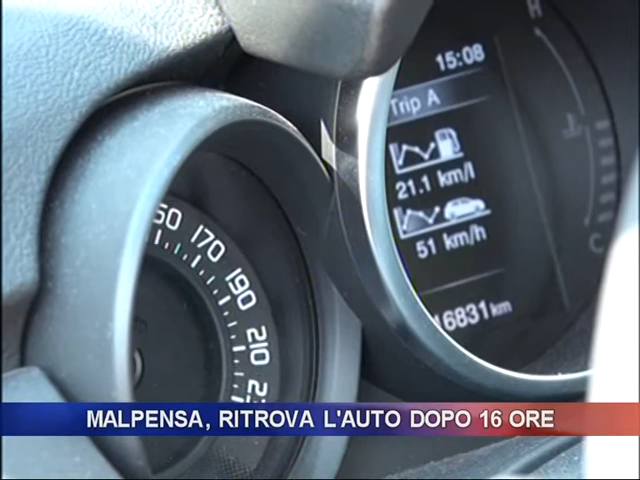 H
15:08
Trip A
21.1 km/l
51 km/h
16831 km
C
170
190
210
MALPENSA, RITROVA L'AUTO DOPO 16 ORE